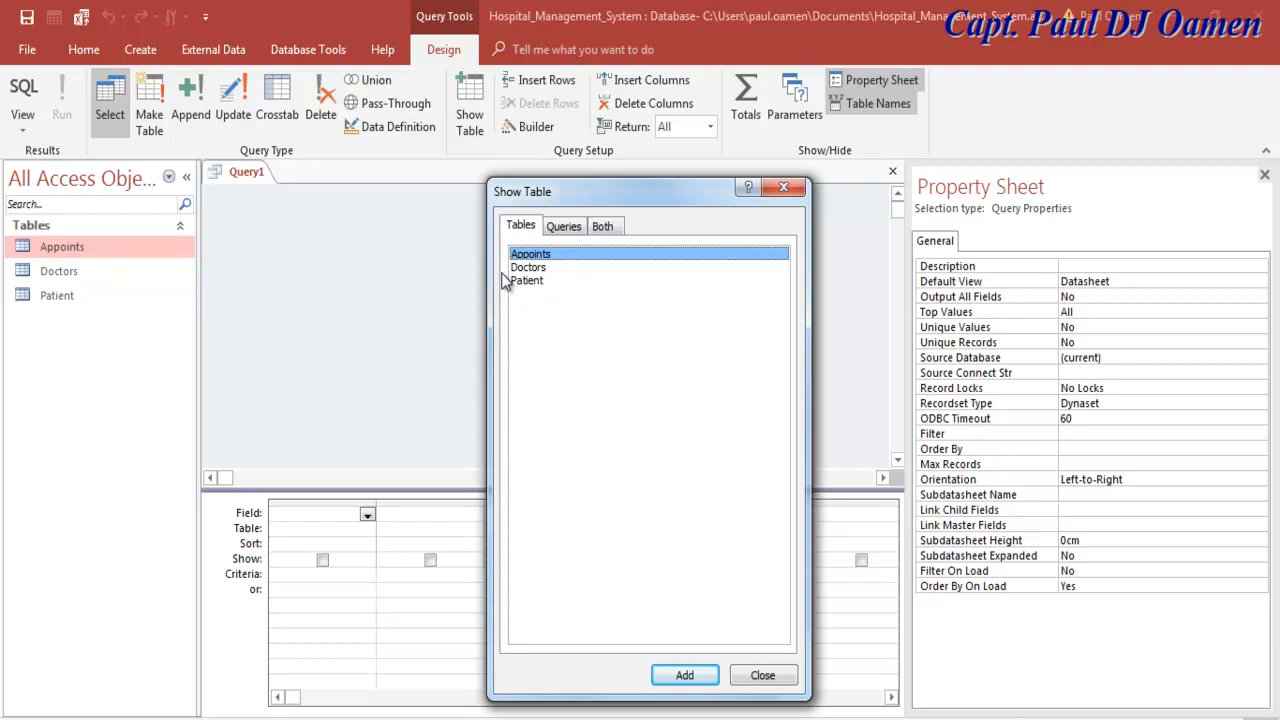 Query Tools
Hospital_Management_System : Database- C:\Users\paul.oamen\Documents\Hospital_Management_System.a
Capt. Paul DJ Oamen
File
Home
Create
External Data
Database Tools
Help
Design
Tell me what you want to do
SQL
View
Run
Select
Make Table
Append
Update
Crosstab
Delete
Union
Pass-Through
Data Definition
Show Table
Insert Rows
Delete Rows
Builder
Insert Columns
Delete Columns
Return: All
Totals
Parameters
Property Sheet
Table Names
Results
Query Type
Query Setup
Show/Hide
All Access Obje...
Search...
Tables
Appoints
Doctors
Patient
Query1
Show Table
Tables
Queries
Both
Appoints
Doctors
Patient
Add
Close
Field:
Table:
Sort:
Show:
Criteria:
or:
Property Sheet
Selection type: Query Properties
General
Description
Default View Datasheet
Output All Fields No
Top Values All
Unique Values No
Unique Records No
Source Database (current)
Source Connect Str
Record Locks No Locks
Recordset Type Dynaset
ODBC Timeout 60
Filter
Order By
Max Records
Orientation Left-to-Right
Subdatasheet Name
Link Child Fields
Link Master Fields
Subdatasheet Height 0cm
Subdatasheet Expanded No
Filter On Load No
Order By On Load Yes